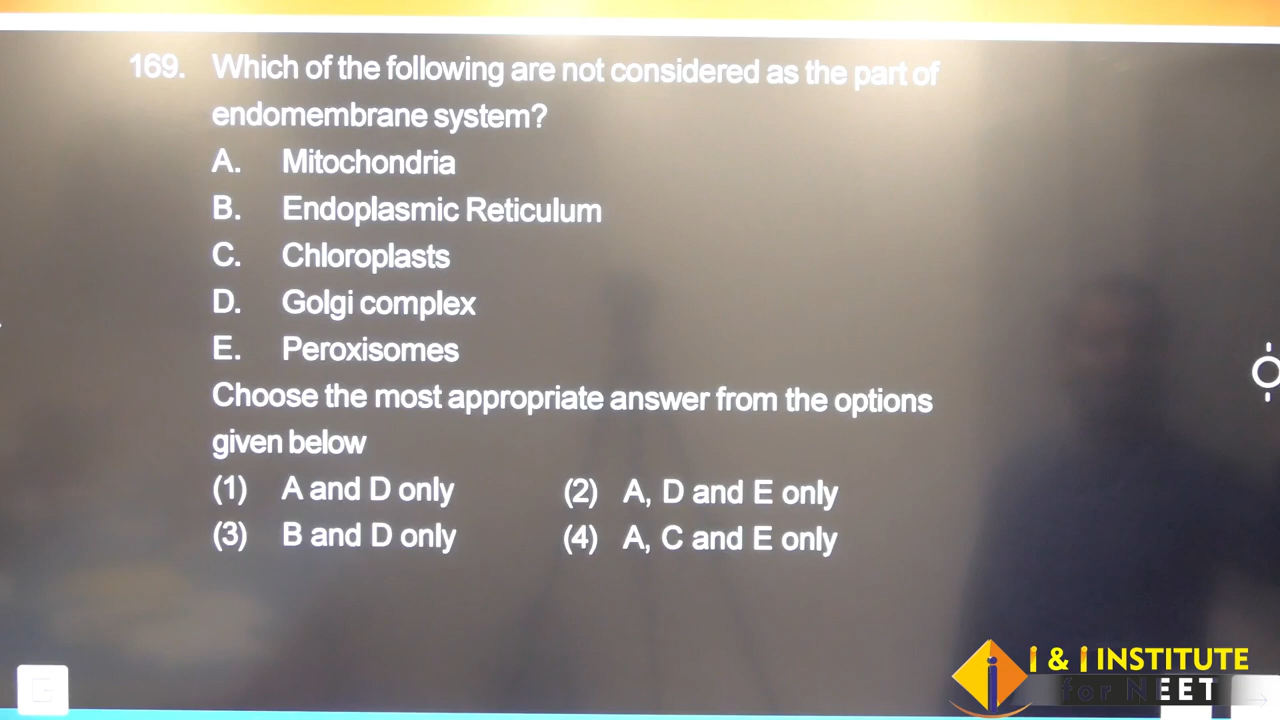 169. Which of the following are not considered as the part of
endomembrane system?
A. Mitochondria
B. Endoplasmic Reticulum
C. Chloroplasts
D. Golgi complex
E. Peroxisomes
Choose the most appropriate answer from the options
given below
(1) A and D only (2) A, D and E only
(3) B and D only (4) A, C and E only
i & i INSTITUTE
for NEET